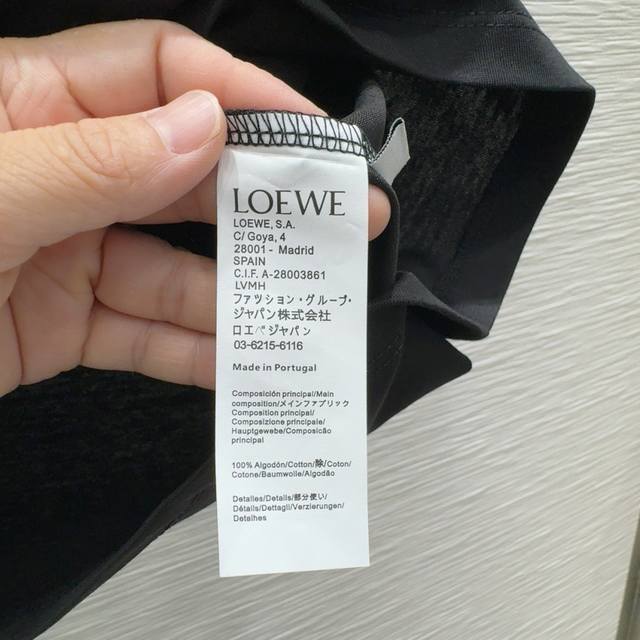 LOEWE
LOEWE, S.A.
C/ Goya, 4
28001 - Madrid
SPAIN
C.I.F. A-28003861
LVMH
ファッション・グループ・
ジャパン株式会社
ロエベジャパン
03-6215-6116
Made in Portugal
Composición principal/Main
composition/メインファブリック
Composition principal/
Composizione principale/
Hauptgewebe/Composicão
principal
100% Algodón/Cotton/除/Coton/
Cotone/Baumwolle/Algodão
Detalles/Details/部分使い/
Détails/Dettagli/Verzierungen/
Detalhes